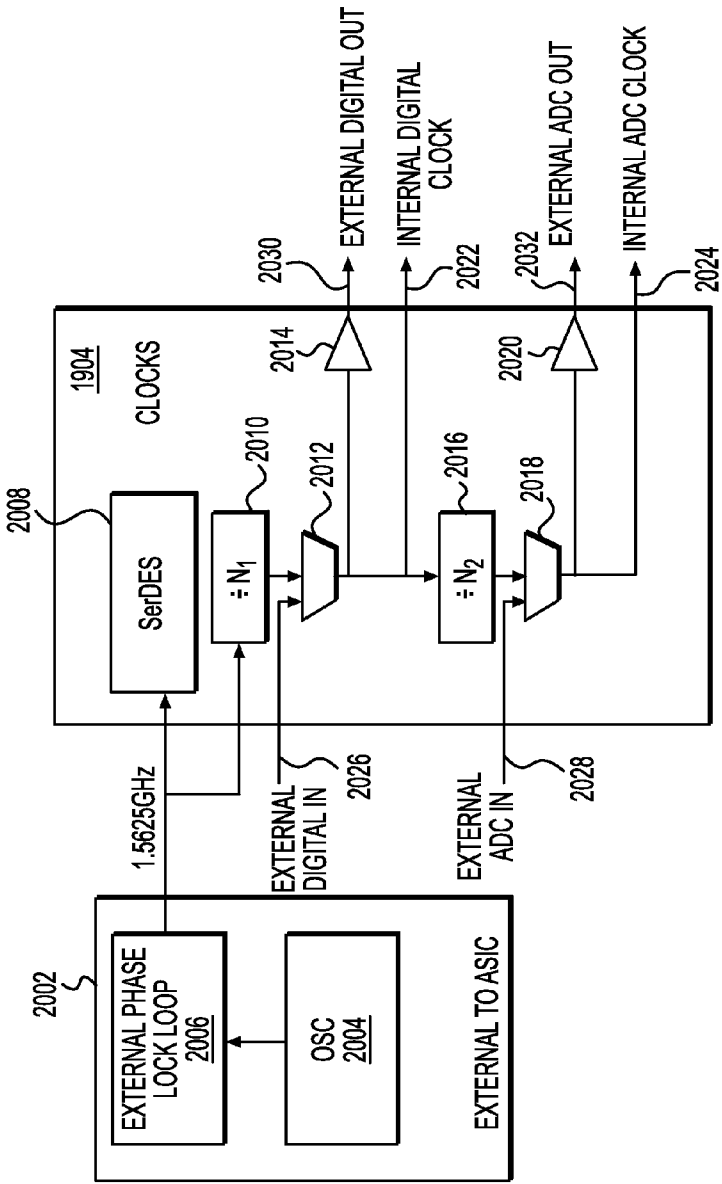 2002
EXTERNAL PHASE
LOCK LOOP
2006
OSC
2004
EXTERNAL TO ASIC
1.5625GHz
2008
SerDES
1904
CLOCKS
÷ N1
2010
2012
2014
2030
EXTERNAL DIGITAL OUT
INTERNAL DIGITAL
CLOCK
2022
EXTERNAL
DIGITAL IN
2026
÷ N2
2016
2018
2020
2032
EXTERNAL ADC OUT
INTERNAL ADC CLOCK
2024
EXTERNAL
ADC IN
2028